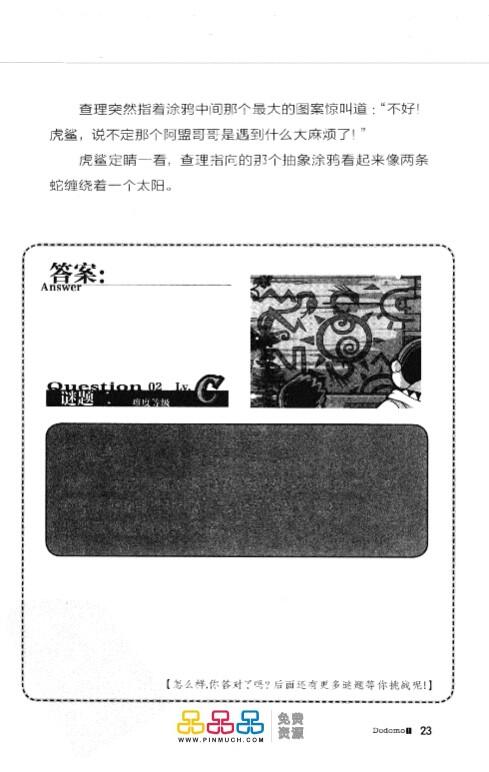 查理突然指着涂鸦中间那个最大的图案惊叫道：“不好！
虎鲨，说不定那个阿盟哥哥是遇到什么大麻烦了！”
虎鲨定睛一看，查理指向的那个抽象涂鸦看起来像两条
蛇缠绕着一个太阳。
答案：
Answer
Question 02 Lv. C
谜题： 难度等级
【怎么样,你答对了吗?后面还有更多谜题等你挑战呢!】
品品品 免费
资源
WWW.PINMUCH.COM
Dodomo 1 23